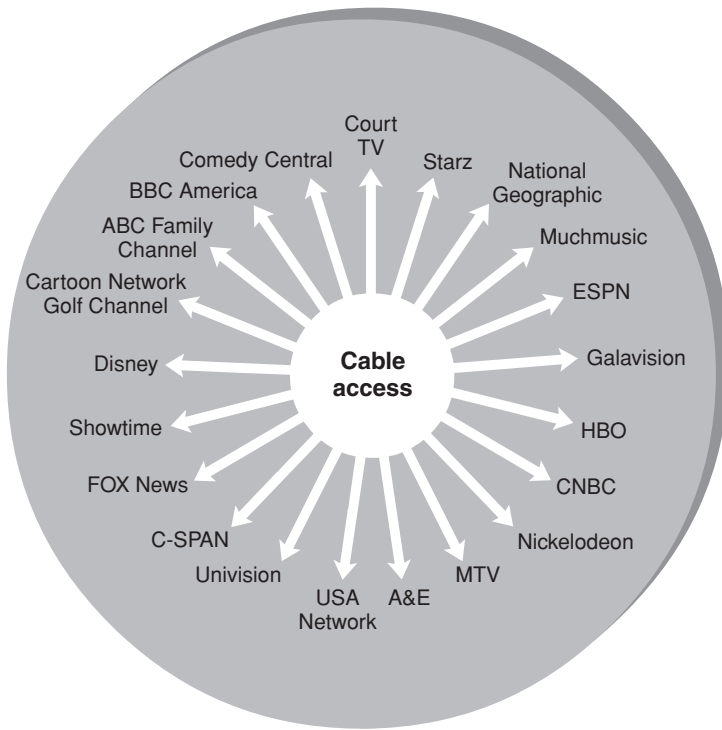 Court
TV
Starz
National
Geographic
Muchmusic
ESPN
Galavision
HBO
CNBC
Nickelodeon
MTV
A&E
USA
Network
Univision
C-SPAN
FOX News
Showtime
Disney
Cartoon Network
Golf Channel
ABC Family
Channel
BBC America
Comedy Central
Cable
access